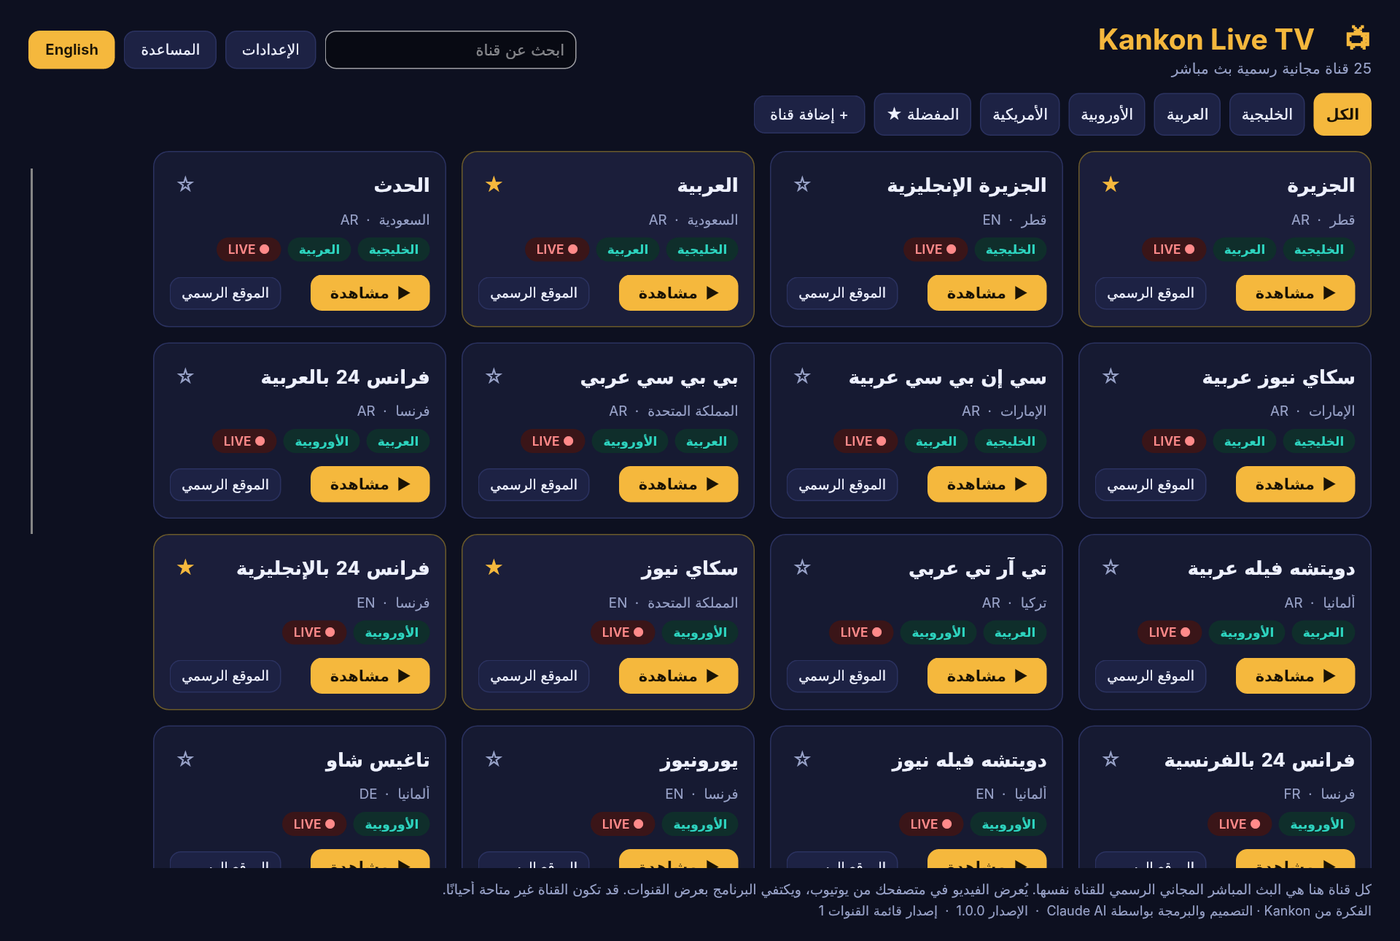 Kankon Live TV
25 قناة مجانية رسمية بث مباشر
ابحث عن قناة
الإعدادات
المساعدة
English
الكل
الخليجية
العربية
الأوروبية
الأمريكية
المفضلة ★
+ إضافة قناة
الجزيرة ★
قطر · AR
الخليجية العربية ● LIVE
▶ مشاهدة الموقع الرسمي
الجزيرة الإنجليزية ☆
قطر · EN
الخليجية ● LIVE
▶ مشاهدة الموقع الرسمي
العربية ★
السعودية · AR
الخليجية العربية ● LIVE
▶ مشاهدة الموقع الرسمي
الحدث ☆
السعودية · AR
الخليجية العربية ● LIVE
▶ مشاهدة الموقع الرسمي
سكاي نيوز عربية ☆
الإمارات · AR
الخليجية العربية ● LIVE
▶ مشاهدة الموقع الرسمي
سي إن بي سي عربية ☆
الإمارات · AR
الخليجية العربية ● LIVE
▶ مشاهدة الموقع الرسمي
بي بي سي عربي ☆
المملكة المتحدة · AR
العربية الأوروبية ● LIVE
▶ مشاهدة الموقع الرسمي
فرانس 24 بالعربية ☆
فرنسا · AR
العربية الأوروبية ● LIVE
▶ مشاهدة الموقع الرسمي
دويتشه فيله عربية ☆
ألمانيا · AR
العربية الأوروبية ● LIVE
▶ مشاهدة الموقع الرسمي
تي آر تي عربي ☆
تركيا · AR
العربية الأوروبية ● LIVE
▶ مشاهدة الموقع الرسمي
سكاي نيوز ★
المملكة المتحدة · EN
الأوروبية ● LIVE
▶ مشاهدة الموقع الرسمي
فرانس 24 بالإنجليزية ★
فرنسا · EN
الأوروبية ● LIVE
▶ مشاهدة الموقع الرسمي
فرانس 24 بالفرنسية ☆
فرنسا · FR
الأوروبية ● LIVE
دويتشه فيله نيوز ☆
ألمانيا · EN
الأوروبية ● LIVE
يورونيوز ☆
فرنسا · EN
الأوروبية ● LIVE
تاغيس شاو ☆
ألمانيا · DE
الأوروبية ● LIVE
كل قناة هنا هي البث المباشر المجاني الرسمي للقناة نفسها. يُعرض الفيديو في متصفحك من يوتيوب، ويكتفي البرنامج بعرض القنوات. قد تكون القناة غير متاحة أحيانًا.
الفكرة من Kankon · التصميم والبرمجة بواسطة Claude AI · الإصدار 1.0.0 · إصدار قائمة القنوات 1